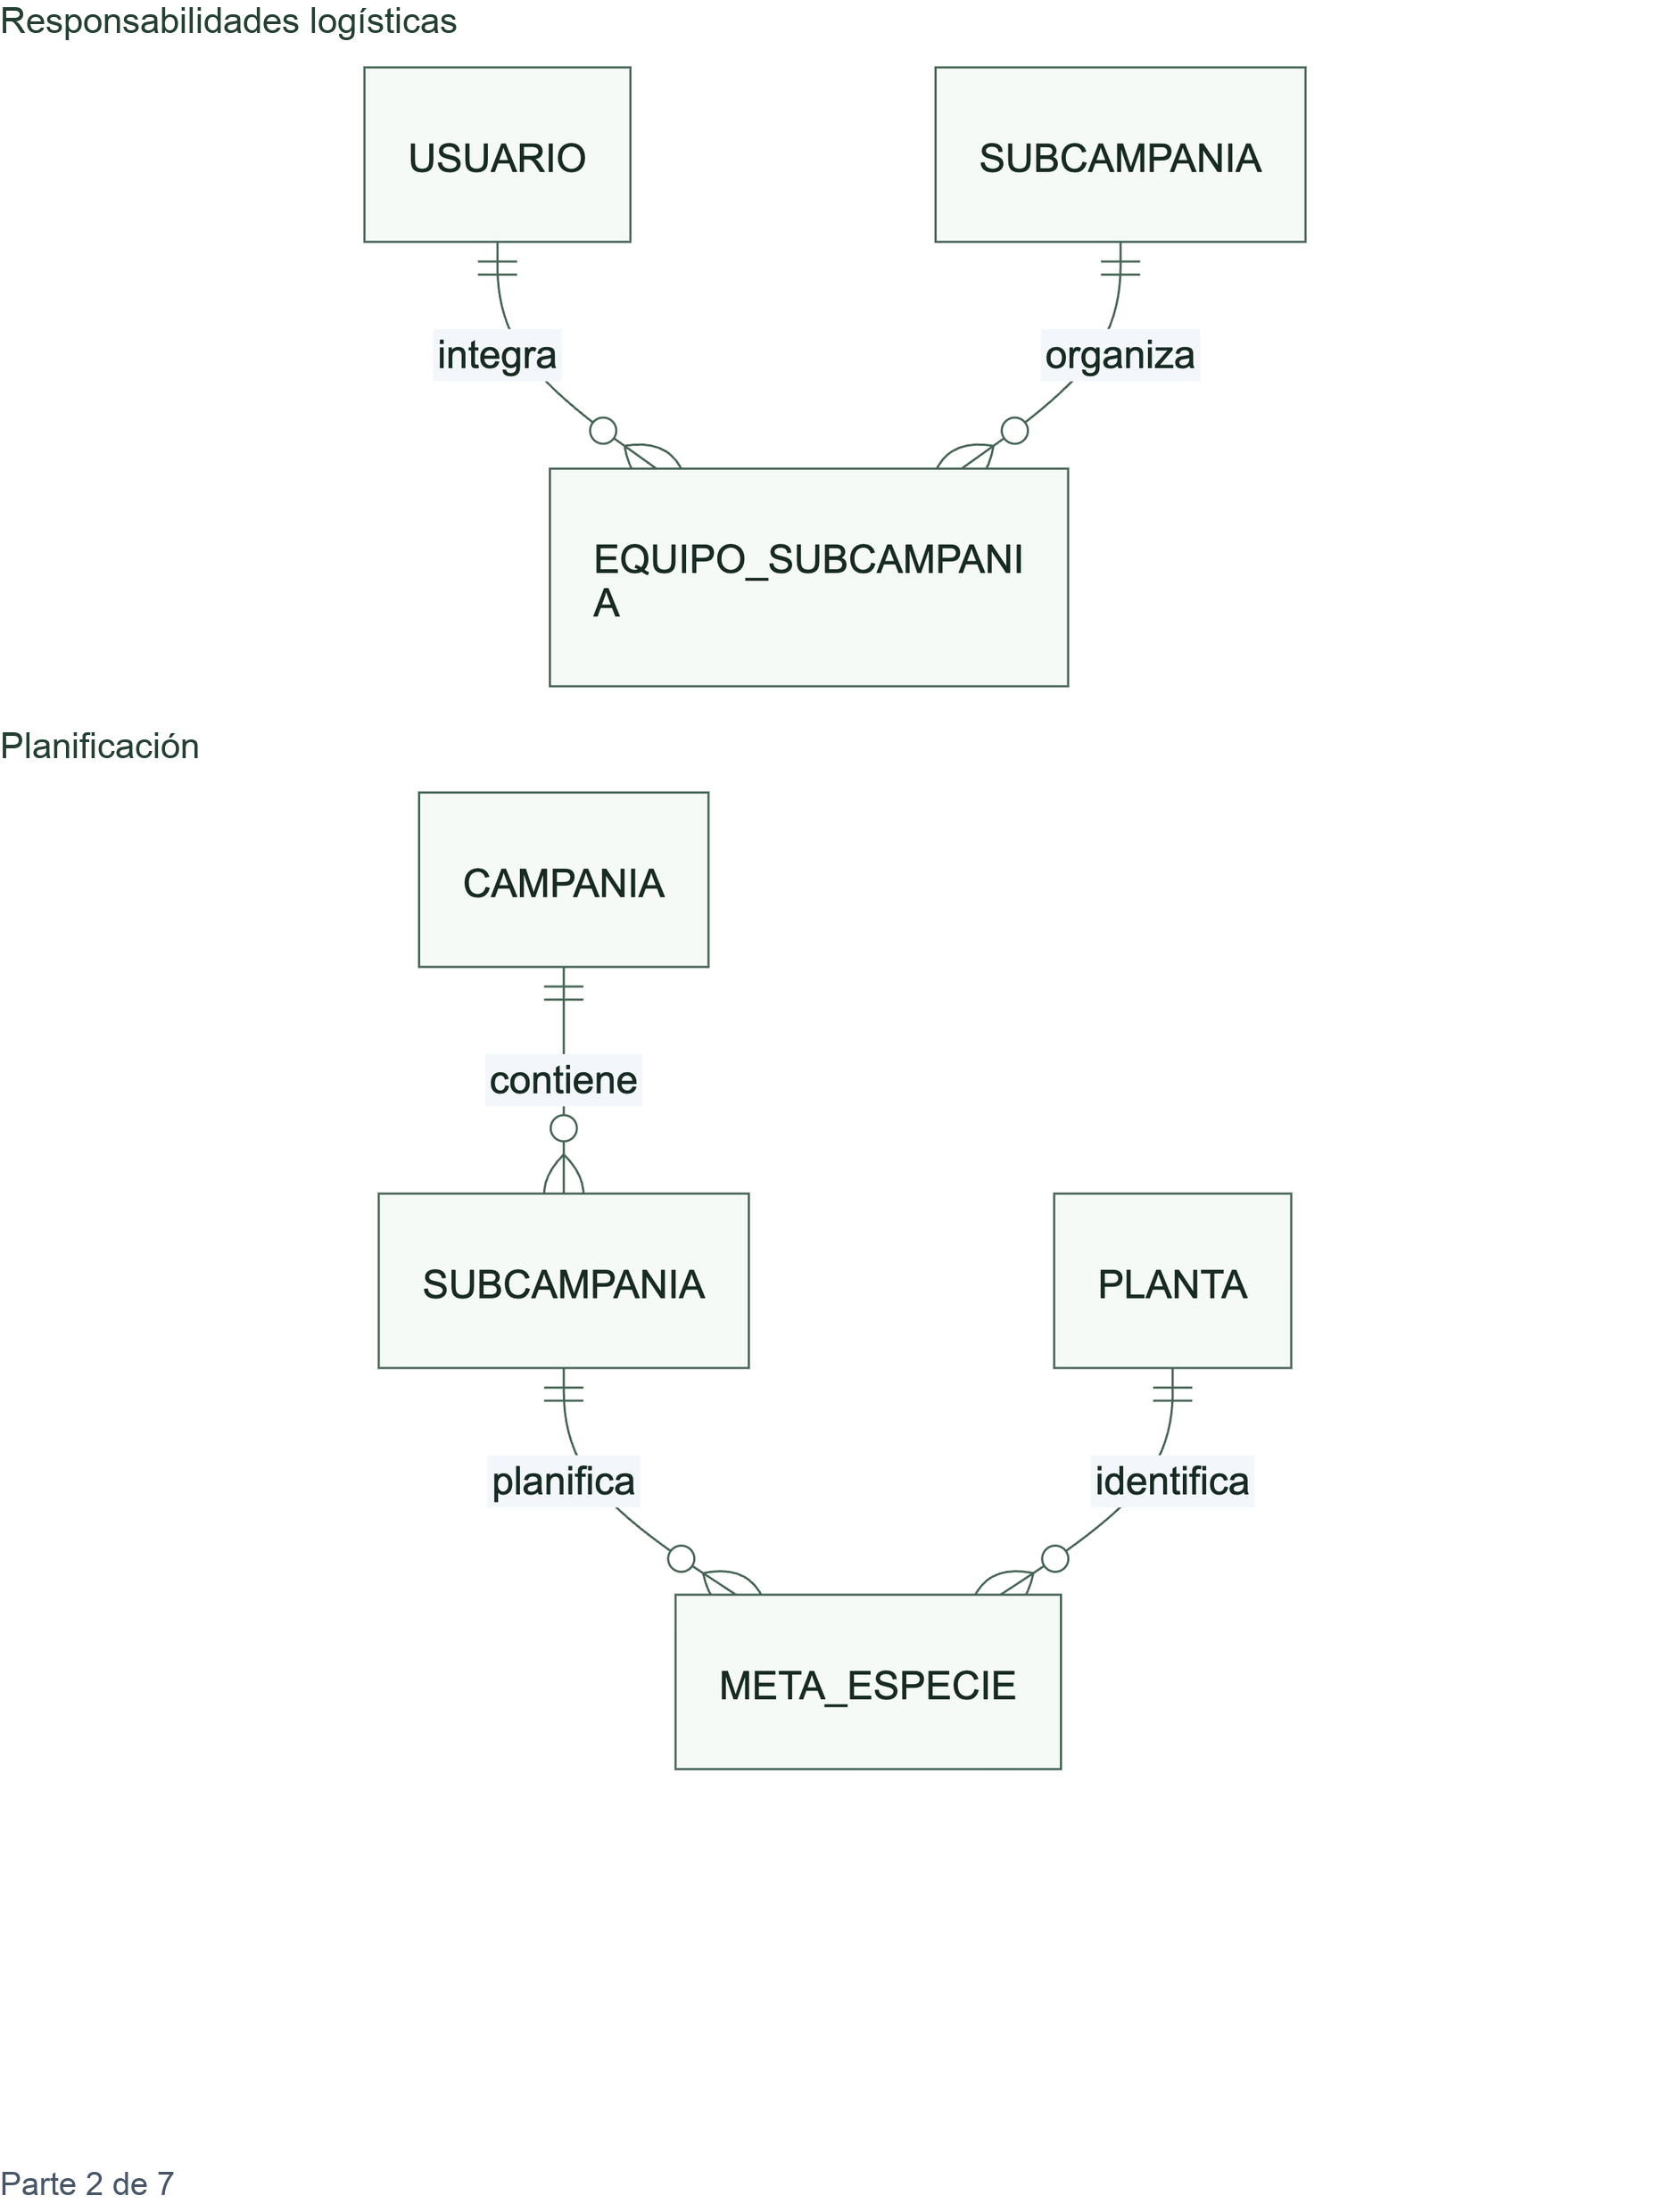 Responsabilidades logísticas
USUARIO
SUBCAMPANIA
integra
organiza
EQUIPO_SUBCAMPANI
A
Planificación
CAMPANIA
contiene
SUBCAMPANIA
PLANTA
planifica
identifica
META_ESPECIE
Parte 2 de 7